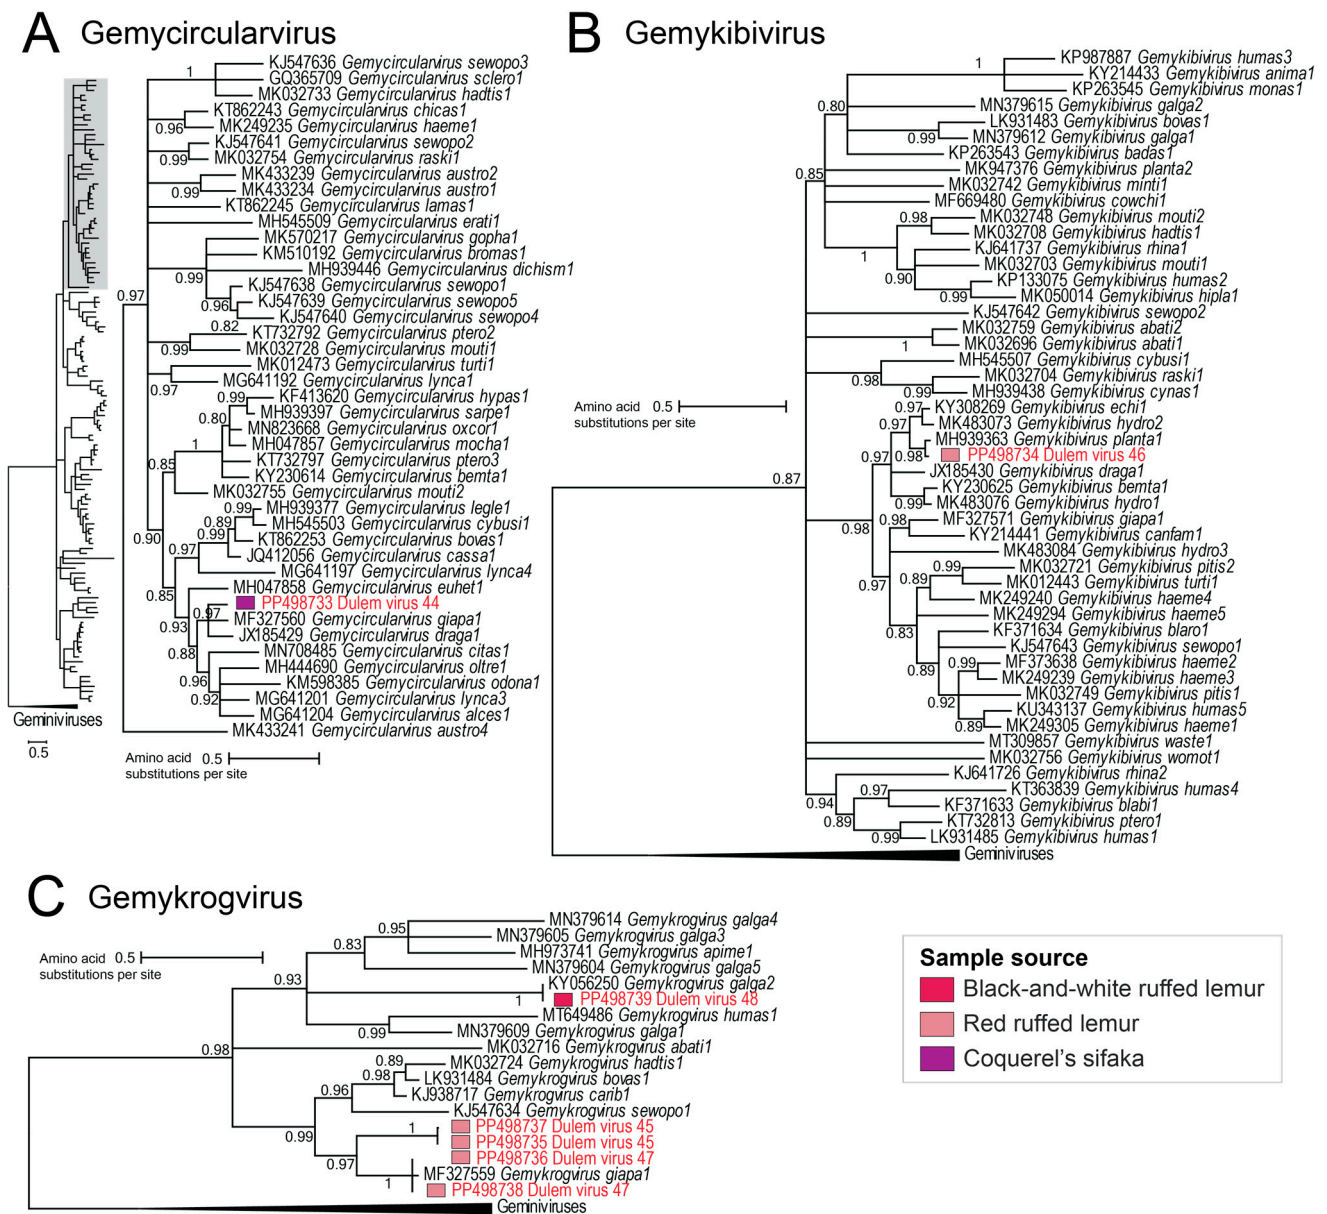 A Gemycircularvirus
1
KJ547636 Gemycircularvirus sewopo3
GQ365709 Gemycircularvirus sclero1
MK032733 Gemycircularvirus hadtis1
KT862243 Gemycircularvirus chicas1
0.96
MK249235 Gemycircularvirus haeme1
KJ547641 Gemycircularvirus sewopo2
0.99
MK032754 Gemycircularvirus raski1
MK433239 Gemycircularvirus austro2
0.99
MK433234 Gemycircularvirus austro1
KT862245 Gemycircularvirus lamas1
MH545509 Gemycircularvirus erati1
MK570217 Gemycircularvirus gopha1
KM510192 Gemycircularvirus bromas1
MH939446 Gemycircularvirus dichism1
0.99
KJ547638 Gemycircularvirus sewopo1
0.97
0.96
KJ547639 Gemycircularvirus sewopo5
KJ547640 Gemycircularvirus sewopo4
0.82
KT732792 Gemycircularvirus ptero2
0.99
MK032728 Gemycircularvirus mouti1
MK012473 Gemycircularvirus turti1
0.97
MG641192 Gemycircularvirus lynca1
0.99
KF413620 Gemycircularvirus hypas1
MH939397 Gemycircularvirus sarpe1
0.80
MN823668 Gemycircularvirus oxcor1
1
MH047857 Gemycircularvirus mocha1
0.85
KT732797 Gemycircularvirus ptero3
KY230614 Gemycircularvirus bemta1
MK032755 Gemycircularvirus mouti2
0.99
MH939377 Gemycircularvirus legle1
0.89
MH545503 Gemycircularvirus cybusi1
0.90
0.99
KT862253 Gemycircularvirus bovas1
0.97
JQ412056 Gemycircularvirus cassa1
MG641197 Gemycircularvirus lynca4
0.85
MH047858 Gemycircularvirus euhet1
PP498733 Dulem virus 44
0.97
MF327560 Gemycircularvirus giapa1
0.93
JX185429 Gemycircularvirus draga1
0.88
MN708485 Gemycircularvirus citas1
MH444690 Gemycircularvirus oltre1
0.96
KM598385 Gemycircularvirus odona1
0.92
MG641201 Gemycircularvirus lynca3
MG641204 Gemycircularvirus alces1
MK433241 Gemycircularvirus austro4
Geminiviruses
0.5
Amino acid 0.5
substitutions per site
B Gemykibivirus
1
KP987887 Gemykibivirus humas3
KY214433 Gemykibivirus anima1
KP263545 Gemykibivirus monas1
0.80
MN379615 Gemykibivirus galga2
LK931483 Gemykibivirus bovas1
0.99
MN379612 Gemykibivirus galga1
KP263543 Gemykibivirus badas1
0.85
MK947376 Gemykibivirus planta2
MK032742 Gemykibivirus minti1
MF669480 Gemykibivirus cowchi1
0.98
MK032748 Gemykibivirus mouti2
MK032708 Gemykibivirus hadtis1
1
KJ641737 Gemykibivirus rhina1
MK032703 Gemykibivirus mouti1
0.90
KP133075 Gemykibivirus humas2
0.99
MK050014 Gemykibivirus hipla1
KJ547642 Gemykibivirus sewopo2
MK032759 Gemykibivirus abati2
1
MK032696 Gemykibivirus abati1
MH545507 Gemykibivirus cybusi1
0.98
MK032704 Gemykibivirus raski1
0.99
MH939438 Gemykibivirus cynas1
Amino acid 0.5
substitutions per site
0.97
KY308269 Gemykibivirus echi1
0.97
MK483073 Gemykibivirus hydro2
MH939363 Gemykibivirus planta1
0.97
0.98
PP498734 Dulem virus 46
JX185430 Gemykibivirus draga1
0.87
KY230625 Gemykibivirus bemta1
0.99
MK483076 Gemykibivirus hydro1
0.98
0.98
MF327571 Gemykibivirus giapa1
KY214441 Gemykibivirus canfam1
MK483084 Gemykibivirus hydro3
0.97
0.99
MK032721 Gemykibivirus pitis2
0.89
MK012443 Gemykibivirus turti1
MK249240 Gemykibivirus haeme4
MK249294 Gemykibivirus haeme5
0.83
KF371634 Gemykibivirus blaro1
KJ547643 Gemykibivirus sewopo1
0.89
0.99
MF373638 Gemykibivirus haeme2
MK249239 Gemykibivirus haeme3
0.92
MK032749 Gemykibivirus pitis1
KU343137 Gemykibivirus humas5
0.89
MK249305 Gemykibivirus haeme1
MT309857 Gemykibivirus waste1
MK032756 Gemykibivirus womot1
KJ641726 Gemykibivirus rhina2
0.97
KT363839 Gemykibivirus humas4
0.94
KF371633 Gemykibivirus blabi1
0.89
KT732813 Gemykibivirus ptero1
0.99
LK931485 Gemykibivirus humas1
Geminiviruses
C Gemykrogvirus
Amino acid 0.5
substitutions per site
0.95
MN379614 Gemykrogvirus galga4
0.83
MN379605 Gemykrogvirus galga3
MH973741 Gemykrogvirus apime1
MN379604 Gemykrogvirus galga5
0.93
KY056250 Gemykrogvirus galga2
1
PP498739 Dulem virus 48
MT649486 Gemykrogvirus humas1
0.99
MN379609 Gemykrogvirus galga1
0.98
MK032716 Gemykrogvirus abati1
0.89
MK032724 Gemykrogvirus hadtis1
0.98
LK931484 Gemykrogvirus bovas1
0.96
KJ938717 Gemykrogvirus carib1
KJ547634 Gemykrogvirus sewopo1
0.99
1
PP498737 Dulem virus 45
PP498735 Dulem virus 45
PP498736 Dulem virus 47
0.97
MF327559 Gemykrogvirus giapa1
1
PP498738 Dulem virus 47
Geminiviruses
Sample source
Black-and-white ruffed lemur
Red ruffed lemur
Coquerel's sifaka